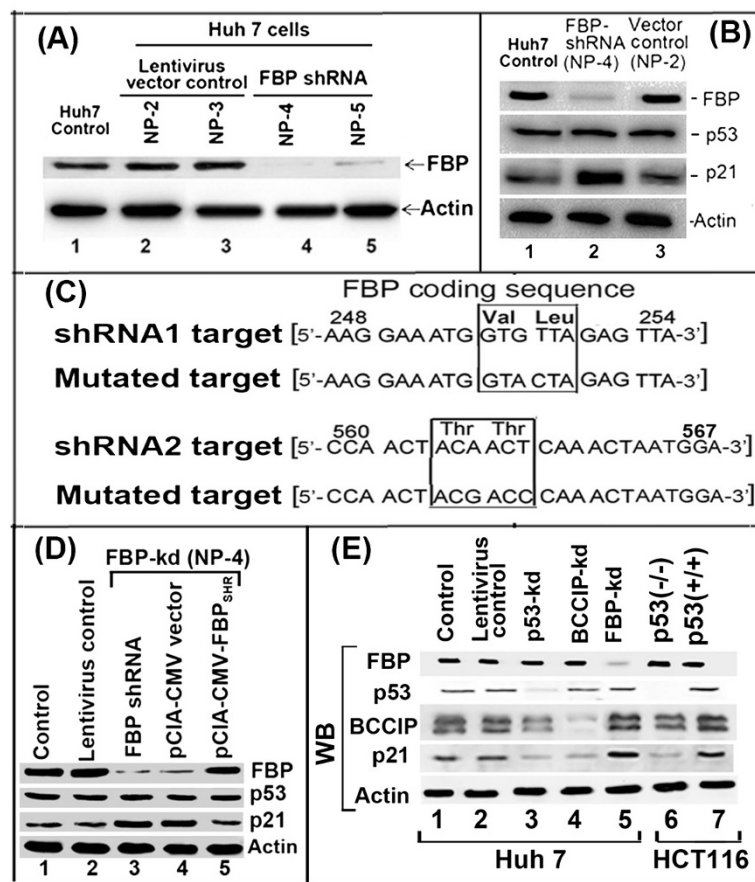 (A)
Huh 7 cells
Lentivirus
vector control
FBP shRNA
Huh7
Control
NP-2
NP-3
NP-4
NP-5
←FBP
←Actin
1 2 3 4 5
(B)
Huh7
Control
FBP-
shRNA
(NP-4)
Vector
control
(NP-2)
- FBP
- p53
- p21
-Actin
1 2 3
(C)
FBP coding sequence
248 Val Leu 254
shRNA1 target [5'-AAG GAA ATG GTG TTA GAG TTA-3']
Mutated target [5'-AAG GAA ATG GTA CTA GAG TTA-3']
560 Thr Thr 567
shRNA2 target [5'-CCA ACT ACA ACT CAA ACT AAT GGA-3']
Mutated target [5'-CCA ACT ACG ACC CAA ACT AAT GGA-3']
(D)
FBP-kd (NP-4)
Control
Lentivirus control
FBP shRNA
pCIA-CMV vector
pCIA-CMV-FBPSHR
FBP
p53
p21
Actin
1 2 3 4 5
(E)
Control
Lentivirus
control
p53-kd
BCCIP-kd
FBP-kd
p53(-/-)
p53(+/+)
WB
FBP
p53
BCCIP
p21
Actin
1 2 3 4 5 6 7
Huh 7 HCT116